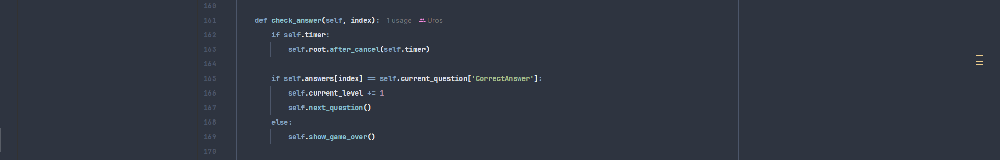 160
161 def check_answer(self, index): 1 usage Uros
162 if self.timer:
163 self.root.after_cancel(self.timer)
164
165 if self.answers[index] == self.current_question['CorrectAnswer']:
166 self.current_level += 1
167 self.next_question()
168 else:
169 self.show_game_over()
170